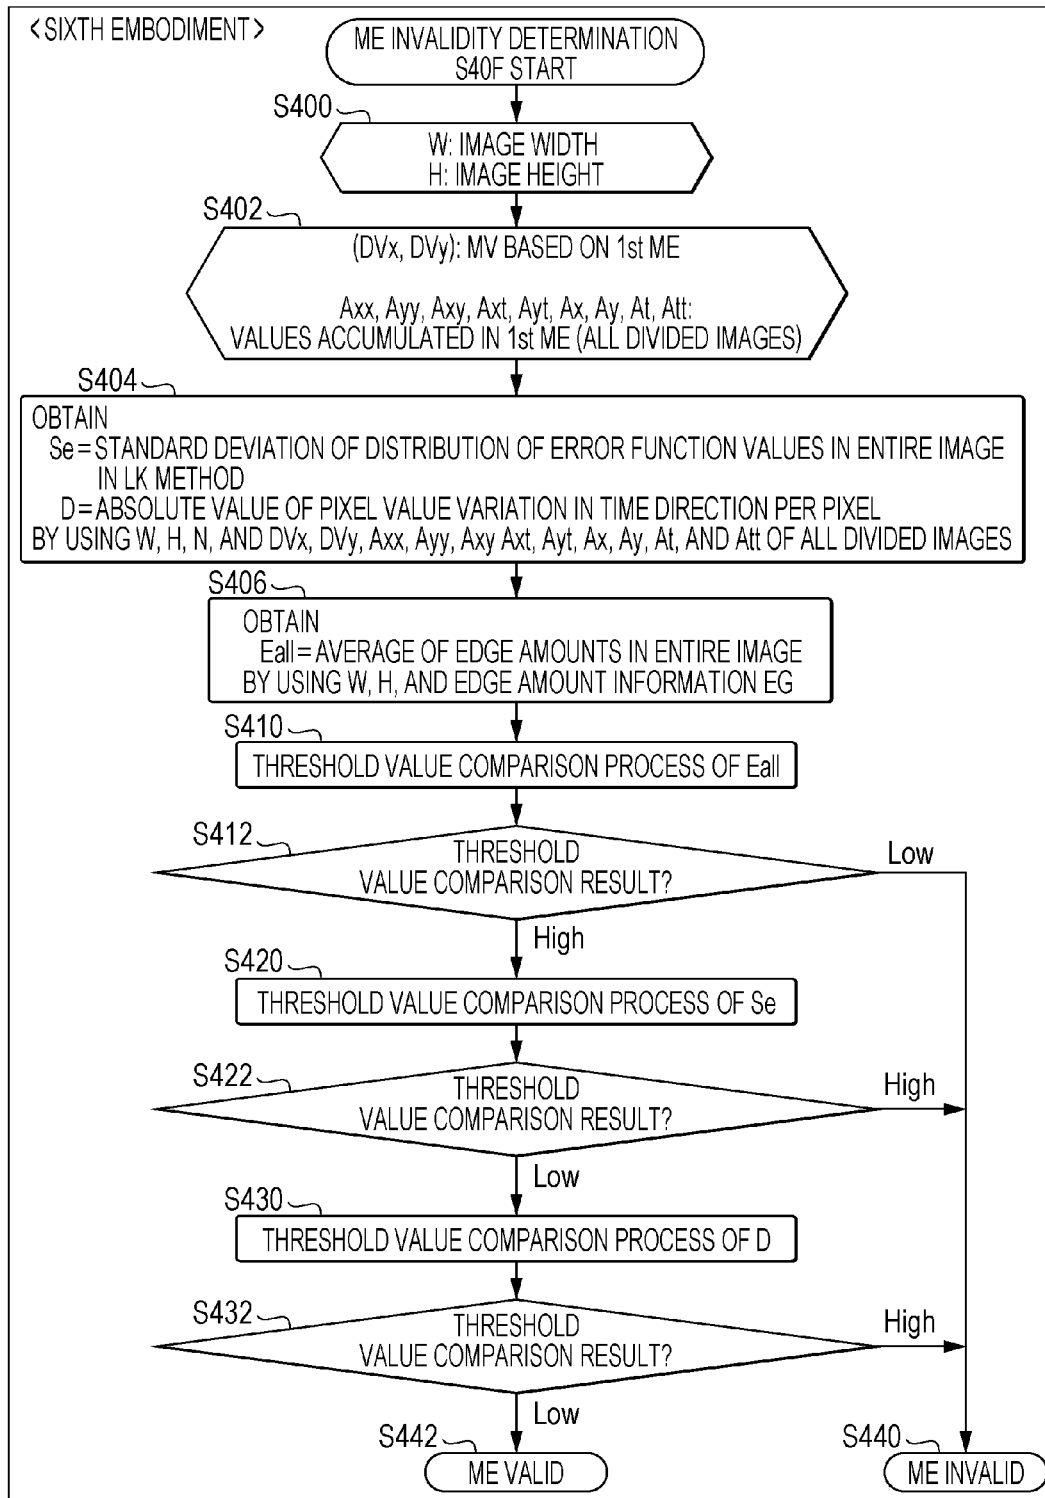 <SIXTH EMBODIMENT>
ME INVALIDITY DETERMINATION
S40F START
S400
W: IMAGE WIDTH
H: IMAGE HEIGHT
S402
(DVx, DVy): MV BASED ON 1st ME
Axx, Ayy, Axy, Axt, Ayt, Ax, Ay, At, Att:
VALUES ACCUMULATED IN 1st ME (ALL DIVIDED IMAGES)
S404
OBTAIN
Se=STANDARD DEVIATION OF DISTRIBUTION OF ERROR FUNCTION VALUES IN ENTIRE IMAGE
IN LK METHOD
D=ABSOLUTE VALUE OF PIXEL VALUE VARIATION IN TIME DIRECTION PER PIXEL
BY USING W, H, N, AND DVx, DVy, Axx, Ayy, Axy Axt, Ayt, Ax, Ay, At, AND Att OF ALL DIVIDED IMAGES
S406
OBTAIN
Eall=AVERAGE OF EDGE AMOUNTS IN ENTIRE IMAGE
BY USING W, H, AND EDGE AMOUNT INFORMATION EG
S410
THRESHOLD VALUE COMPARISON PROCESS OF Eall
S412
THRESHOLD
VALUE COMPARISON RESULT?
Low
High
S420
THRESHOLD VALUE COMPARISON PROCESS OF Se
S422
THRESHOLD
VALUE COMPARISON RESULT?
High
Low
S430
THRESHOLD VALUE COMPARISON PROCESS OF D
S432
THRESHOLD
VALUE COMPARISON RESULT?
High
Low
S442
ME VALID
S440
ME INVALID